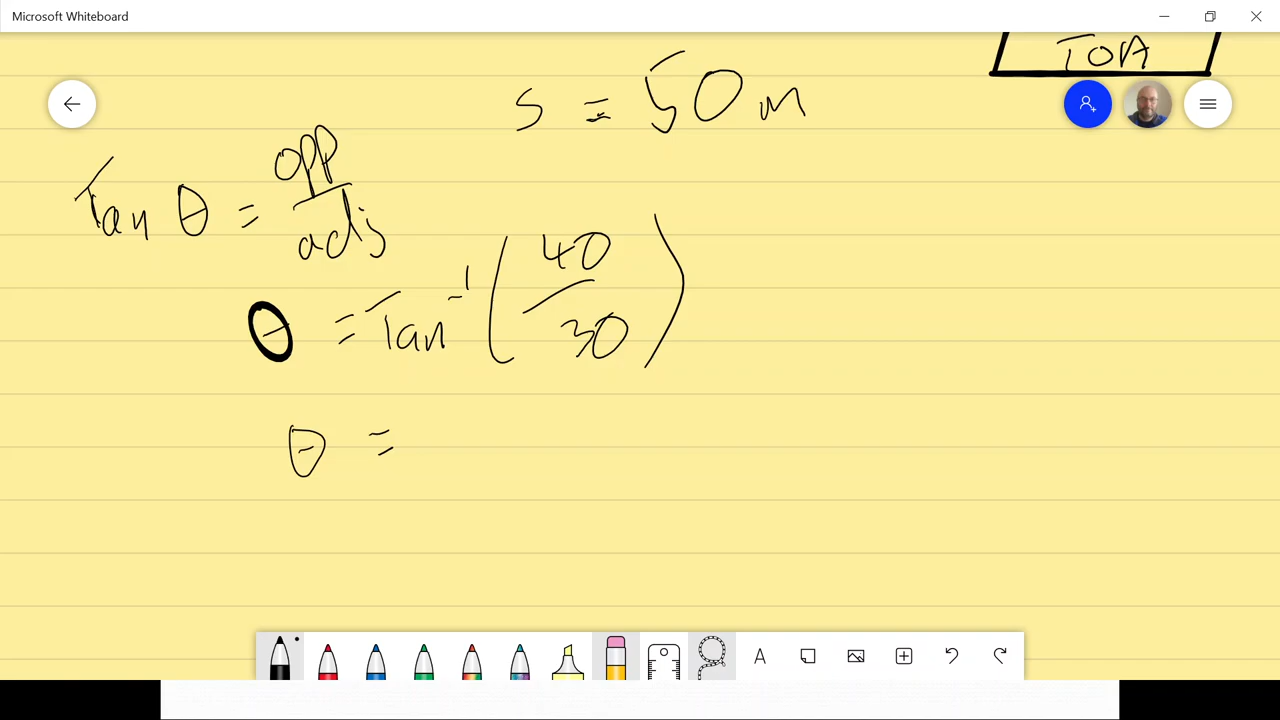 Microsoft Whiteboard
TOA
s = 50 m
Tan θ = opp/adj
θ = Tan⁻¹ (40/30)
θ =
A